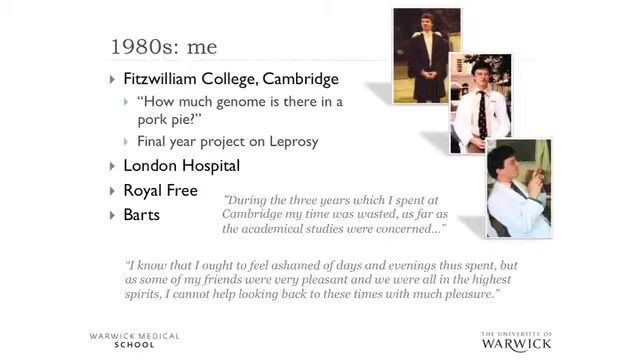 1980s: me
Fitzwilliam College, Cambridge
“How much genome is there in a
pork pie?”
Final year project on Leprosy
London Hospital
Royal Free
Barts
“During the three years which I spent at
Cambridge my time was wasted, as far as
the academical studies were concerned…”
“I know that I ought to feel ashamed of days and evenings thus spent, but
as some of my friends were very pleasant and we were all in the highest
spirits, I cannot help looking back to these times with much pleasure.”
WARWICK MEDICAL
SCHOOL
THE UNIVERSITY OF
WARWICK